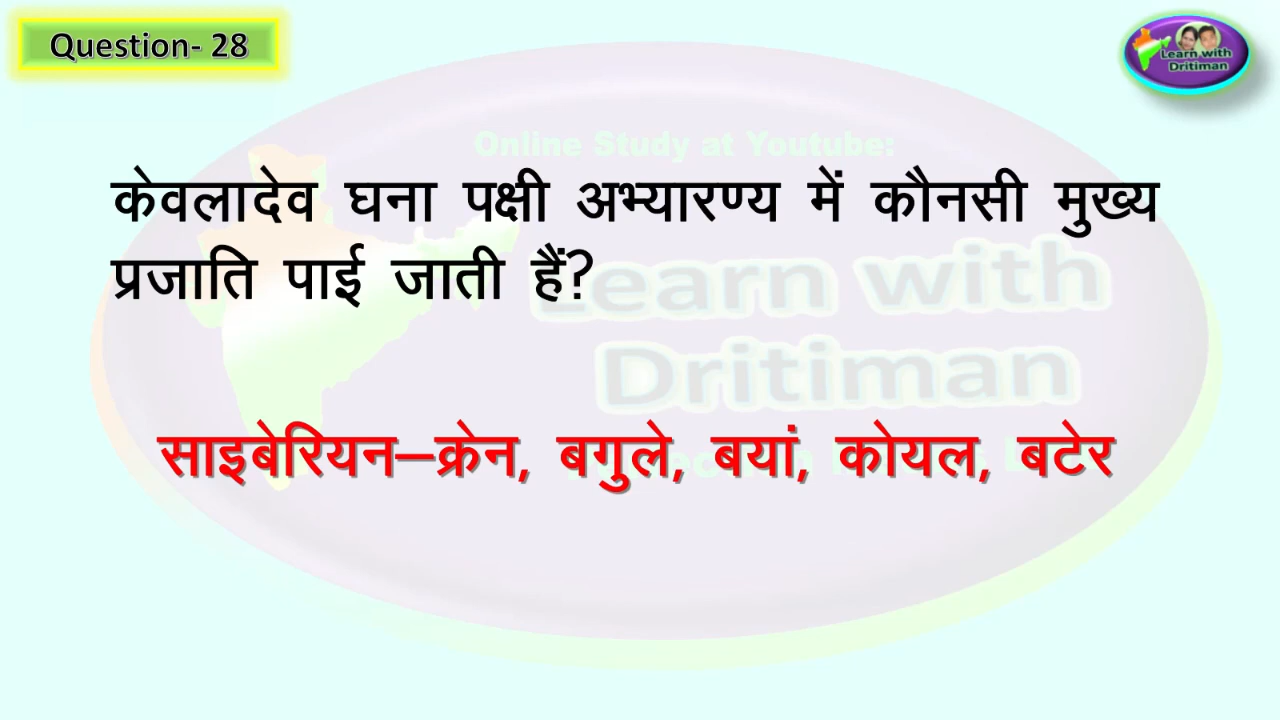 Question- 28
Learn with
Dritiman
Online Study at Youtube:
केवलादेव घना पक्षी अभ्यारण्य में कौनसी मुख्य
प्रजाति पाई जाती हैं?
Learn with
Dritiman
साइबेरियन–क्रेन, बगुले, बयां, कोयल, बटेर